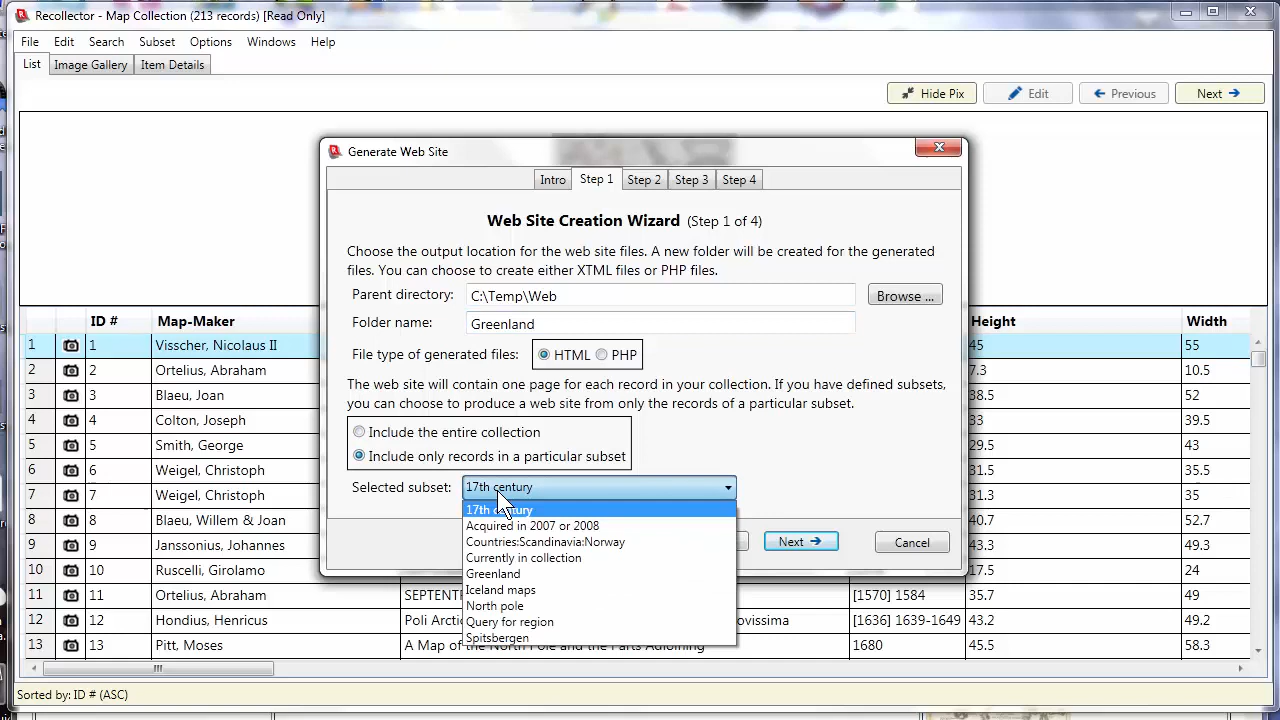 Recollector - Map Collection (213 records) [Read Only]
File Edit Search Subset Options Windows Help
List Image Gallery Item Details
Hide Pix Edit Previous Next
Generate Web Site
Intro Step 1 Step 2 Step 3 Step 4
Web Site Creation Wizard (Step 1 of 4)
Choose the output location for the web site files. A new folder will be created for the generated
files. You can choose to create either XTML files or PHP files.
Parent directory: C:\Temp\Web Browse ...
Folder name: Greenland
File type of generated files: HTML PHP
The web site will contain one page for each record in your collection. If you have defined subsets,
you can choose to produce a web site from only the records of a particular subset.
Include the entire collection
Include only records in a particular subset
Selected subset: 17th century
17th century
Acquired in 2007 or 2008
Countries:Scandinavia:Norway
Currently in collection
Greenland
Iceland maps
North pole
Query for region
Spitsbergen
Next Cancel
ID # Map-Maker Height Width
1 1 Visscher, Nicolaus II 45 55
2 2 Ortelius, Abraham 7.3 10.5
3 3 Blaeu, Joan 38.5 52
4 4 Colton, Joseph 33 39.5
5 5 Smith, George 29.5 43
6 6 Weigel, Christoph 31.5 35.5
7 7 Weigel, Christoph 31.3 35
8 8 Blaeu, Willem & Joan 40.7 52.7
9 9 Janssonius, Johannes 43.3 49.3
10 10 Ruscelli, Girolamo 17.5 24
11 11 Ortelius, Abraham SEPTENTR [1570] 1584 35.7 49
12 12 Hondius, Henricus Poli Arctic ovissima [1636] 1639-1649 43.2 49.2
13 13 Pitt, Moses A Map of the North Pole and the Parts Adjoining 1680 45.5 58.3
Sorted by: ID # (ASC)